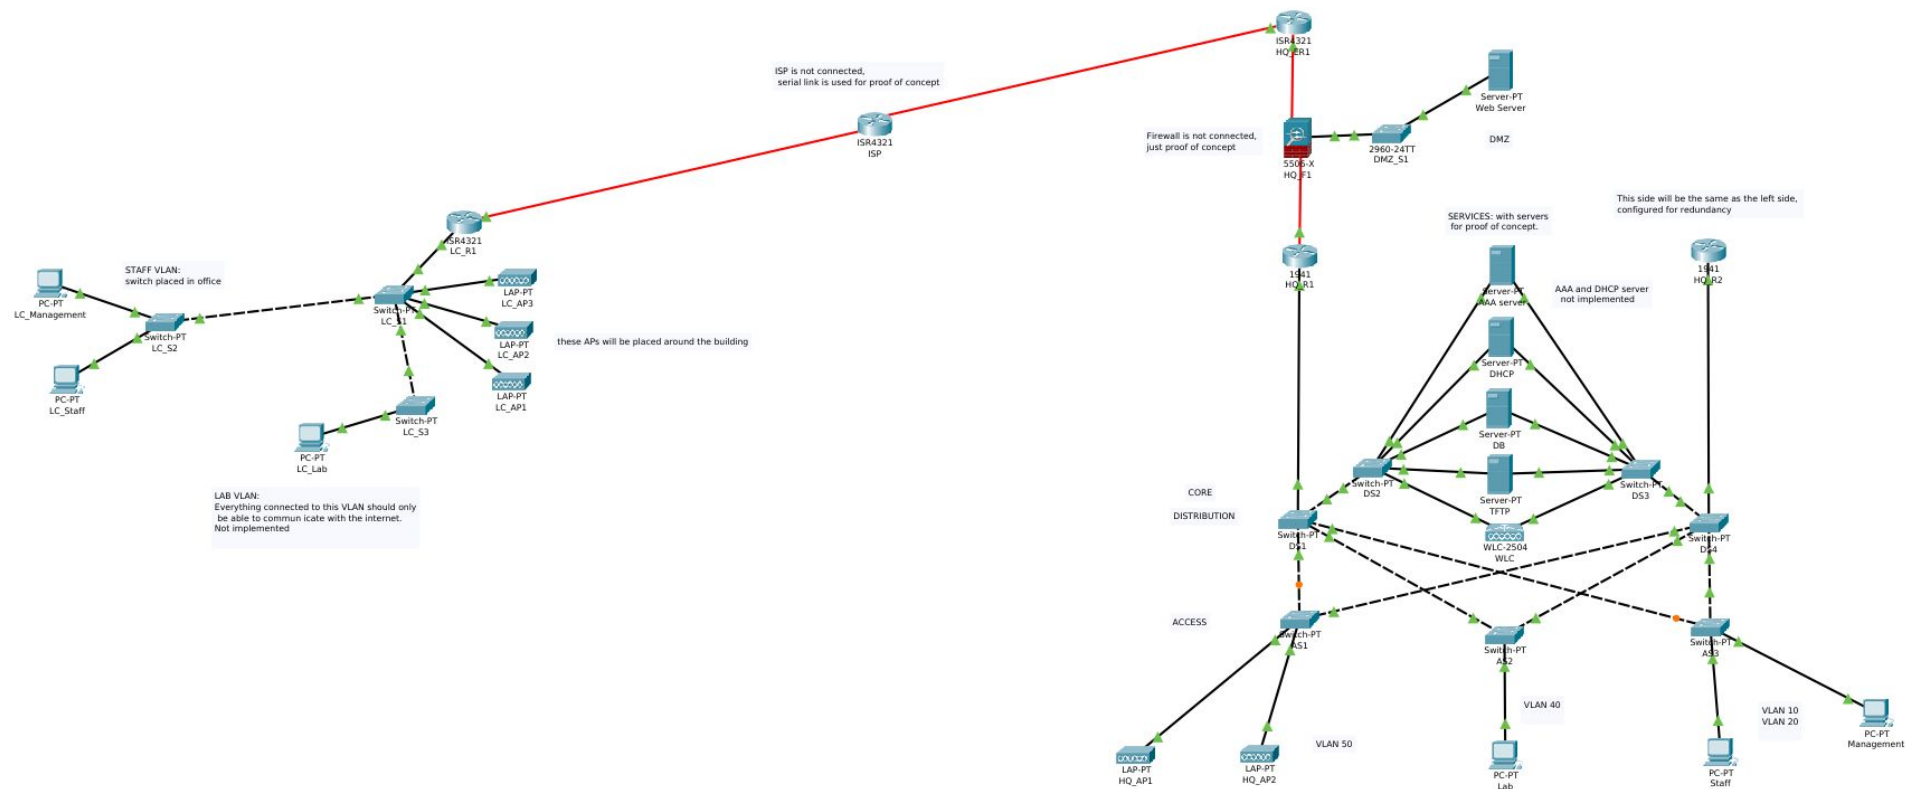 ISR4321
HQ_ER1
ISP is not connected,
serial link is used for proof of concept
Server-PT
Web Server
ISR4321
ISP
Firewall is not connected,
just proof of concept
5506-X
HQ_F1
2960-24TT
DMZ_S1
DMZ
This side will be the same as the left side,
configured for redundancy
SERVICES: with servers
for proof of concept.
ISR4321
LC_R1
1941
HQ_R1
1941
HQ_R2
STAFF VLAN:
switch placed in office
PC-PT
LC_Management
Switch-PT
LC_S2
Switch-PT
LC_S1
LAP-PT
LC_AP3
LAP-PT
LC_AP2
LAP-PT
LC_AP1
these APs will be placed around the building
PC-PT
LC_Staff
Switch-PT
LC_S3
PC-PT
LC_Lab
LAB VLAN:
Everything connected to this VLAN should only
be able to commun icate with the internet.
Not implemented
Server-PT
AAA server
AAA and DHCP server
not implemented
Server-PT
DHCP
Server-PT
DB
Server-PT
TFTP
Switch-PT
DS2
Switch-PT
DS3
CORE
DISTRIBUTION
Switch-PT
DS1
WLC-2504
WLC
Switch-PT
DS4
ACCESS
Switch-PT
AS1
Switch-PT
AS2
Switch-PT
AS3
VLAN 40
VLAN 10
VLAN 20
VLAN 50
PC-PT
Management
LAP-PT
HQ_AP1
LAP-PT
HQ_AP2
PC-PT
Lab
PC-PT
Staff